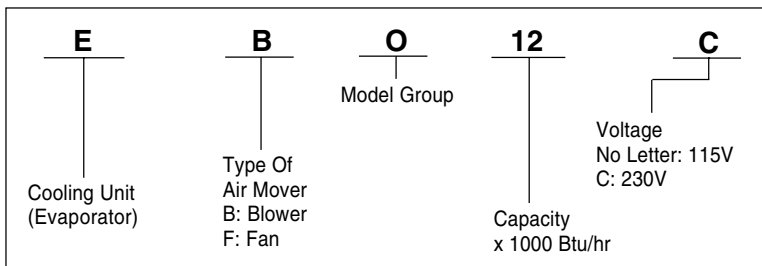 E B O 12 C
Model Group
Cooling Unit
(Evaporator)
Type Of
Air Mover
B: Blower
F: Fan
Capacity
x 1000 Btu/hr
Voltage
No Letter: 115V
C: 230V